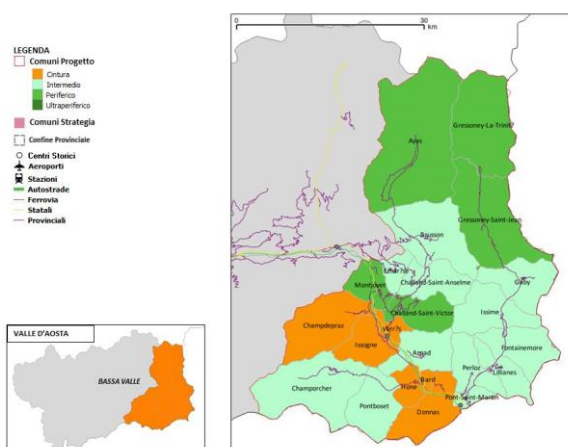 0
30
km
LEGENDA
Comuni Progetto
Cintura
Intermedio
Periferico
Ultraperiferico
Comuni Strategia
Confine Provinciale
Centri Storici
Aeroporti
Stazioni
Autostrade
Ferrovia
Statali
Provinciali
Ayas
Gressoney-La-Trinit?
Gressoney-Saint-Jean
Brusson
Challand-Saint-Anselme
Gaby
Montjovet
Challand-Saint-Victor
Issime
Champdepraz
Verr?s
Issogne
Fontainemore
Arnad
Perloz
Lillianes
Champorcher
Hône
Bard
Pontboset
Pont-Saint-Martin
Donnas
VALLE D'AOSTA
BASSA VALLE